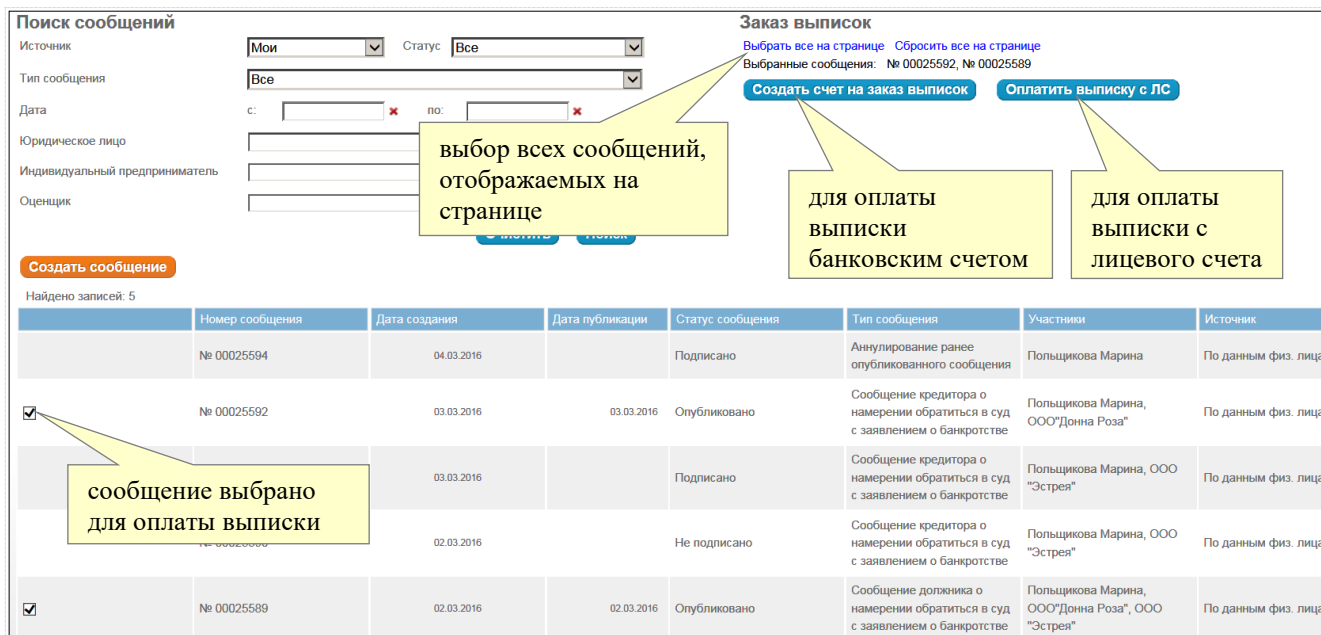 Поиск сообщений
Заказ выписок
Источник Мои Статус Все
Выбрать все на странице Сбросить все на странице
Выбранные сообщения: № 00025592, № 00025589
Тип сообщения Все
Создать счет на заказ выписок Оплатить выписку с ЛС
Дата с: по:
Юридическое лицо
Индивидуальный предприниматель
Оценщик
выбор всех сообщений,
отображаемых на
странице
для оплаты
выписки
банковским счетом
для оплаты
выписки с
лицевого счета
Создать сообщение
Найдено записей: 5
Номер сообщения Дата создания Дата публикации Статус сообщения Тип сообщения Участники Источник
№ 00025594 04.03.2016 Подписано Аннулирование ранее опубликованного сообщения Польщикова Марина По данным физ. лица
№ 00025592 03.03.2016 03.03.2016 Опубликовано Сообщение кредитора о намерении обратиться в суд с заявлением о банкротстве Польщикова Марина, ООО"Донна Роза" По данным физ. лица
03.03.2016 Подписано Сообщение кредитора о намерении обратиться в суд с заявлением о банкротстве Польщикова Марина, ООО "Эстрея" По данным физ. лица
сообщение выбрано
для оплаты выписки
02.03.2016 Не подписано Сообщение кредитора о намерении обратиться в суд с заявлением о банкротстве Польщикова Марина, ООО "Эстрея" По данным физ. лица
№ 00025589 02.03.2016 02.03.2016 Опубликовано Сообщение должника о намерении обратиться в суд с заявлением о банкротстве Польщикова Марина, ООО"Донна Роза", ООО "Эстрея" По данным физ. лица